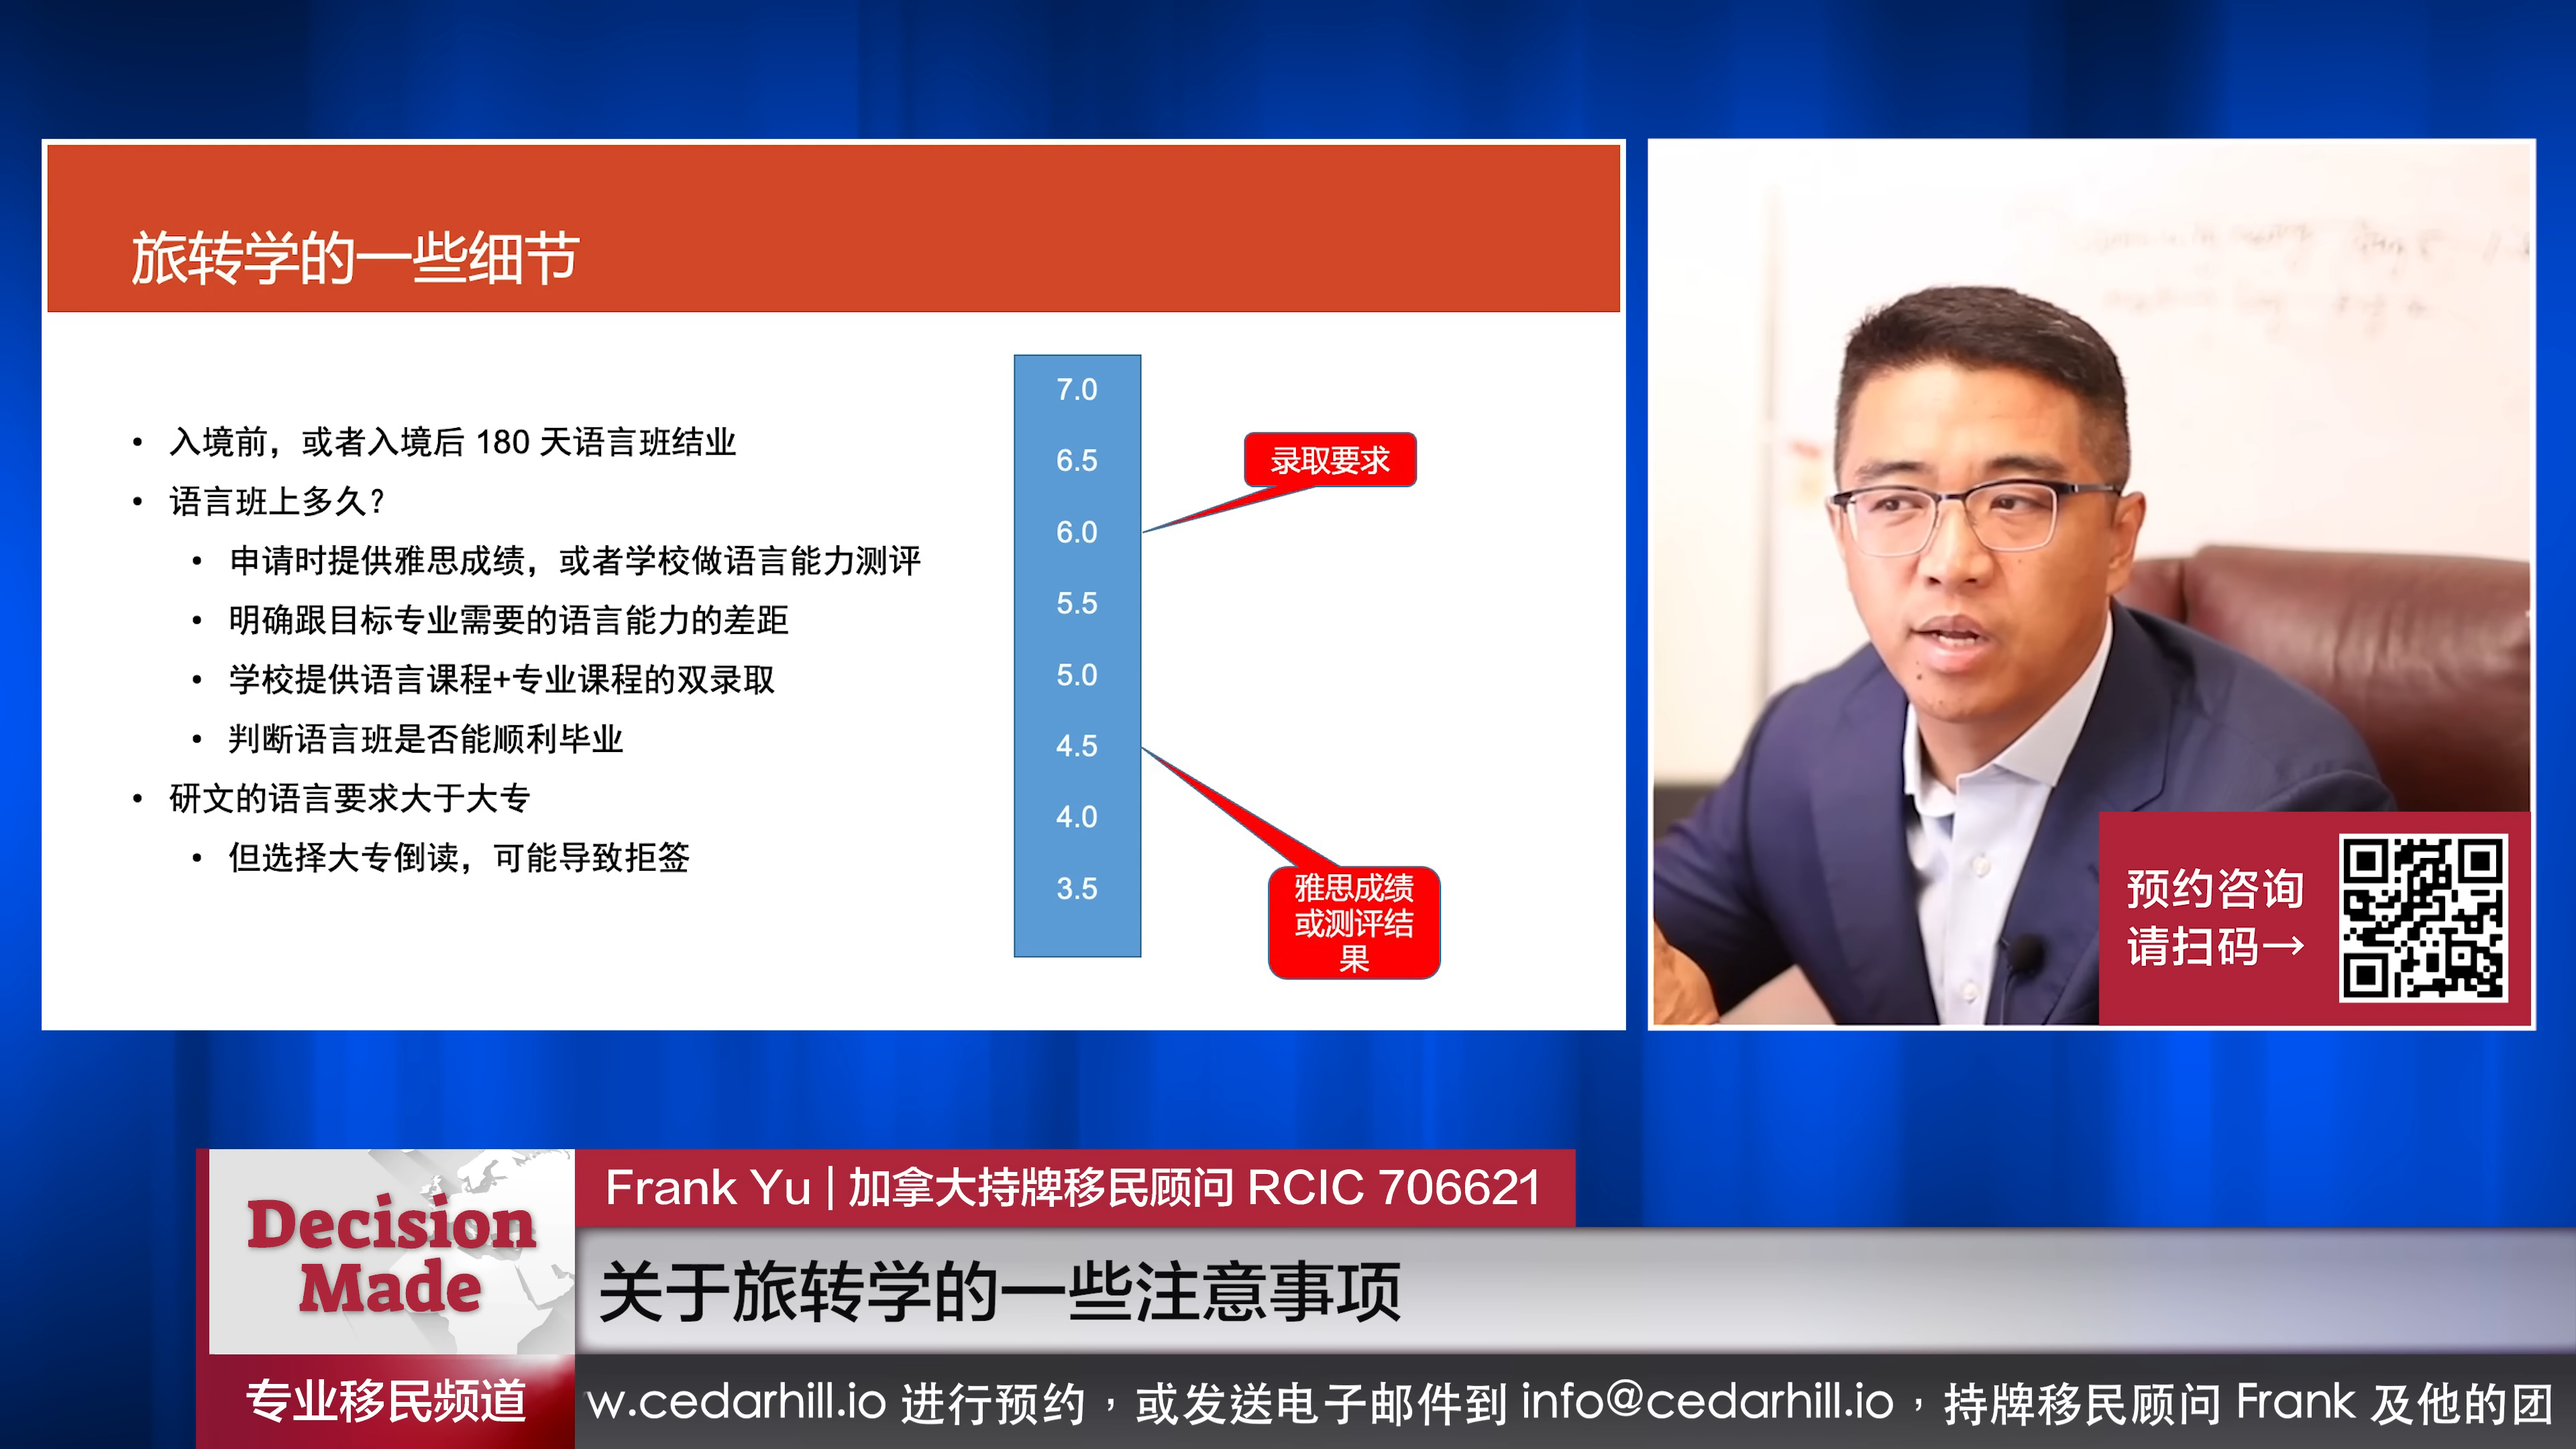 旅转学的一些细节
• 入境前，或者入境后 180 天语言班结业
• 语言班上多久？
• 申请时提供雅思成绩，或者学校做语言能力测评
• 明确跟目标专业需要的语言能力的差距
• 学校提供语言课程+专业课程的双录取
• 判断语言班是否能顺利毕业
• 研文的语言要求大于大专
• 但选择大专倒读，可能导致拒签
7.0
6.5
6.0
5.5
5.0
4.5
4.0
3.5
录取要求
雅思成绩
或测评结
果
预约咨询
请扫码→
Decision
Made
专业移民频道
Frank Yu | 加拿大持牌移民顾问 RCIC 706621
关于旅转学的一些注意事项
w.cedarhill.io 进行预约，或发送电子邮件到 info@cedarhill.io，持牌移民顾问 Frank 及他的团